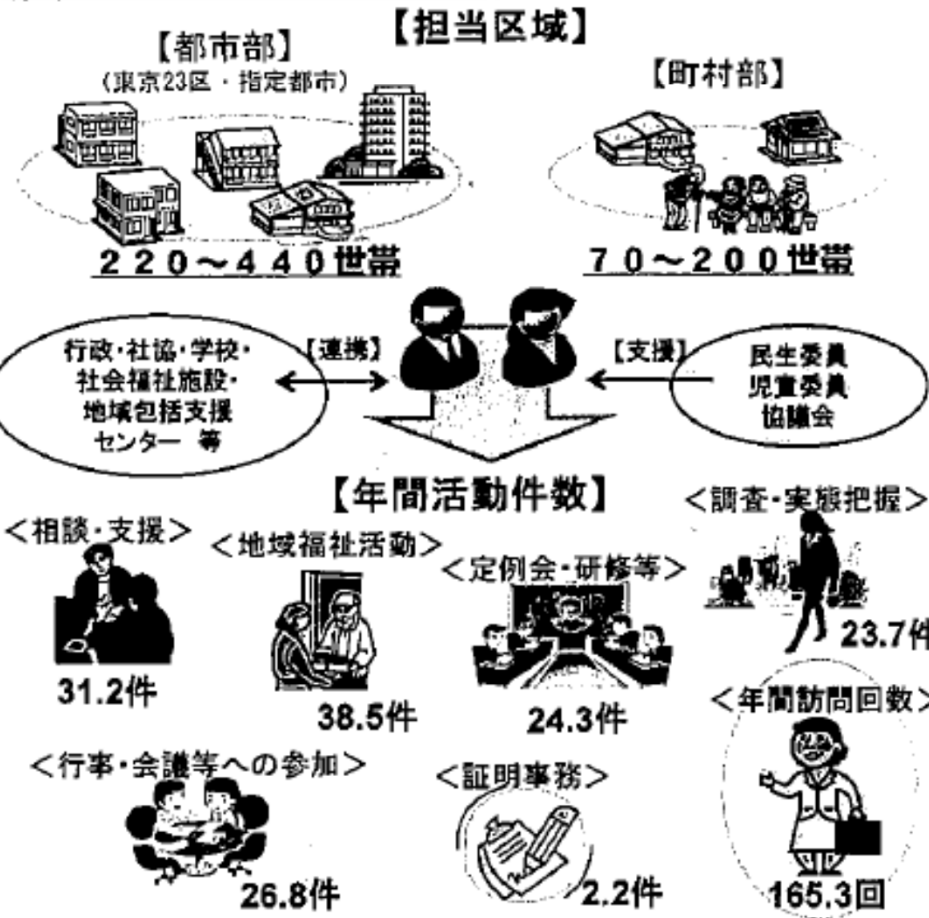 【担当区域】
【都市部】
（東京23区・指定都市）
【町村部】
２２０～４４０世帯
７０～２００世帯
行政・社協・学校・
社会福祉施設・
地域包括支援
センター 等
【連携】
【支援】
民生委員
児童委員
協議会
【年間活動件数】
＜相談・支援＞
31.2件
＜地域福祉活動＞
38.5件
＜定例会・研修等＞
24.3件
＜調査・実態把握＞
23.7件
＜行事・会議等への参加＞
26.8件
＜証明事務＞
2.2件
＜年間訪問回数＞
165.3回